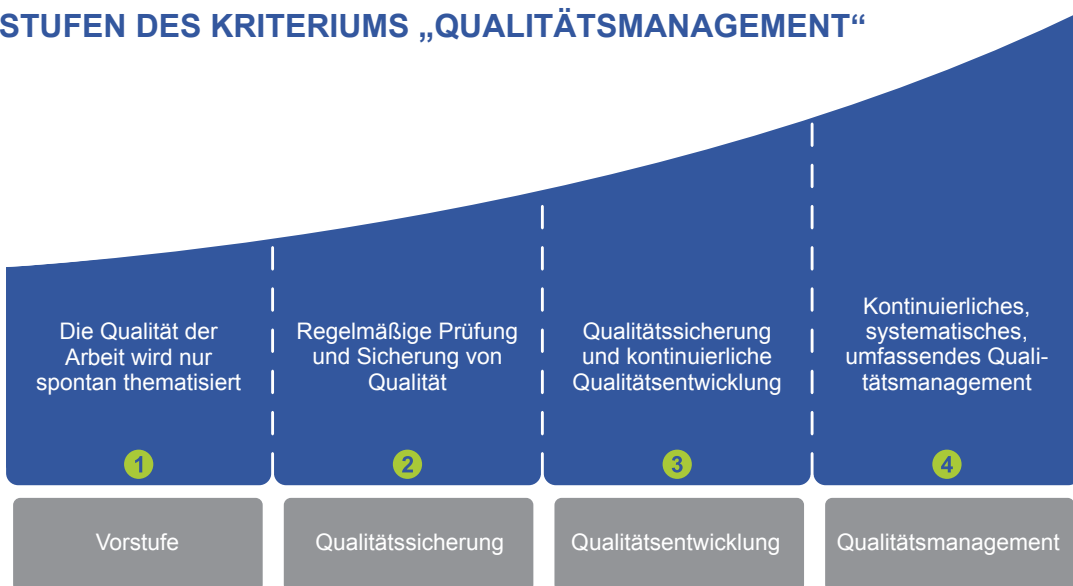 STUFEN DES KRITERIUMS „QUALITÄTSMANAGEMENT“
Die Qualität der
Arbeit wird nur
spontan thematisiert
1
Vorstufe
Regelmäßige Prüfung
und Sicherung von
Qualität
2
Qualitätssicherung
Qualitätssicherung
und kontinuierliche
Qualitätsentwicklung
3
Qualitätsentwicklung
Kontinuierliches,
systematisches,
umfassendes Quali-
tätsmanagement
4
Qualitätsmanagement